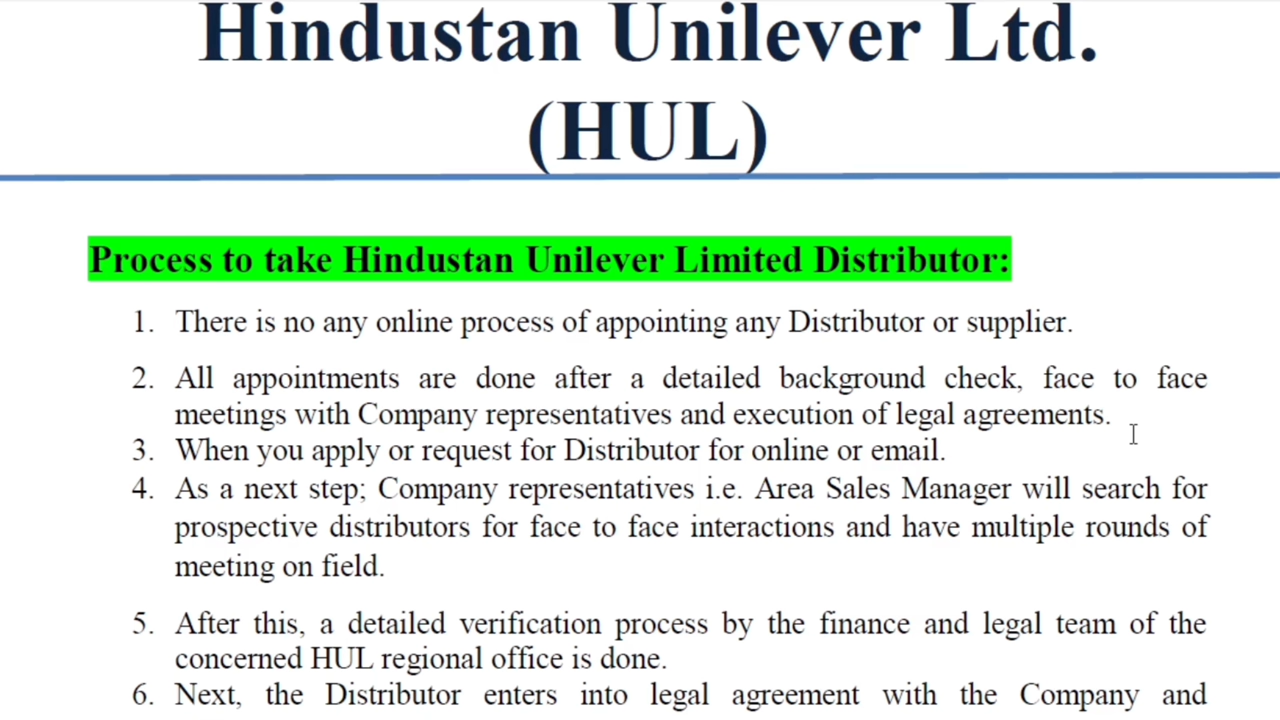 Hindustan Unilever Ltd.
(HUL)
Process to take Hindustan Unilever Limited Distributor:
1. There is no any online process of appointing any Distributor or supplier.
2. All appointments are done after a detailed background check, face to face
meetings with Company representatives and execution of legal agreements.
3. When you apply or request for Distributor for online or email.
4. As a next step; Company representatives i.e. Area Sales Manager will search for
prospective distributors for face to face interactions and have multiple rounds of
meeting on field.
5. After this, a detailed verification process by the finance and legal team of the
concerned HUL regional office is done.
6. Next, the Distributor enters into legal agreement with the Company and